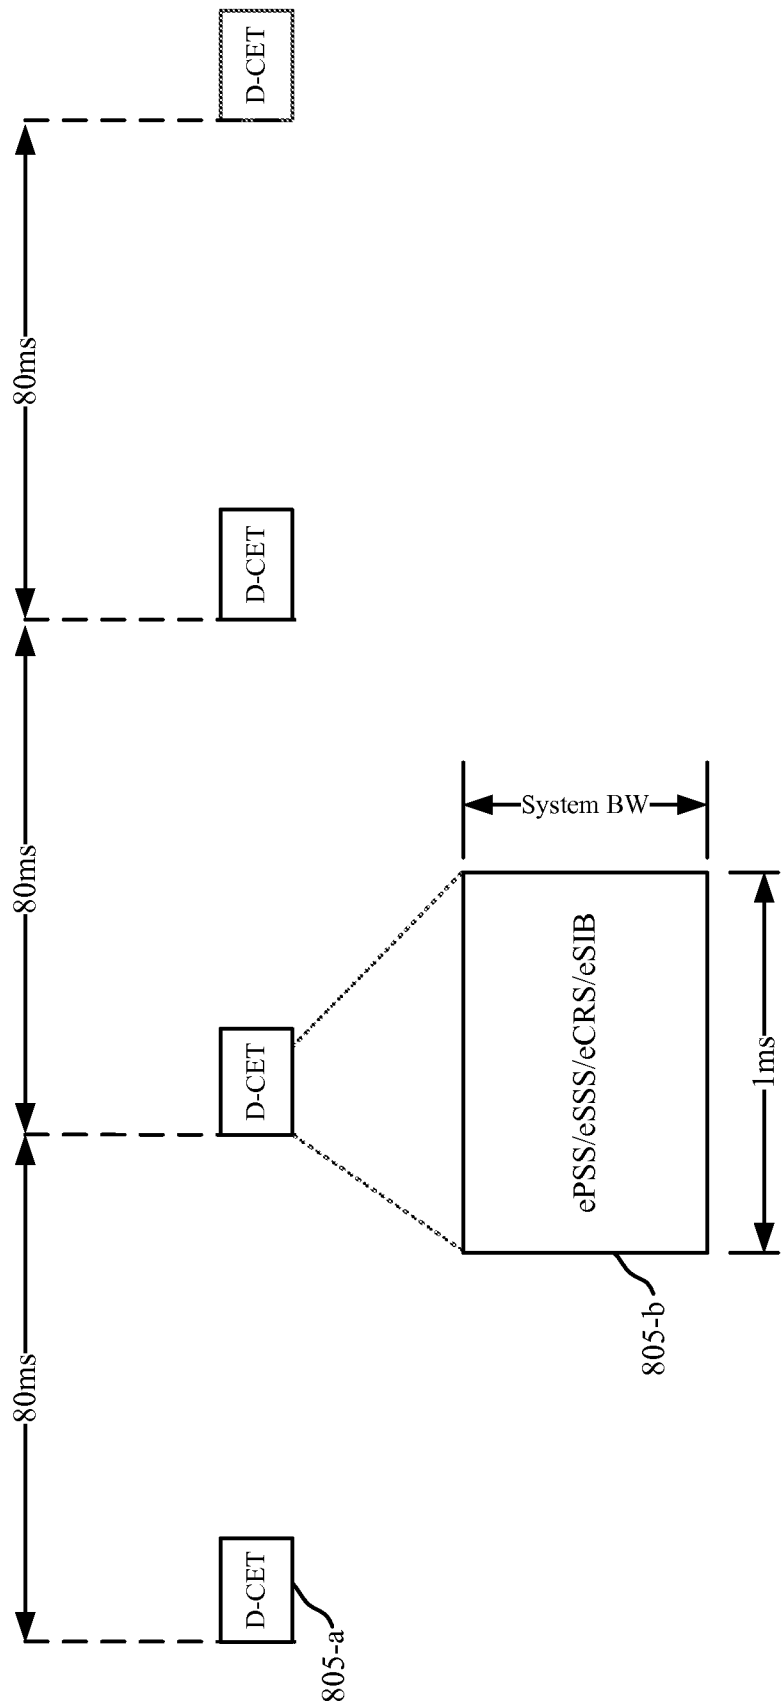 80ms
80ms
80ms
D-CET
D-CET
D-CET
D-CET
805-a
ePSS/eSSS/eCRS/eSIB
System BW
805-b
1ms